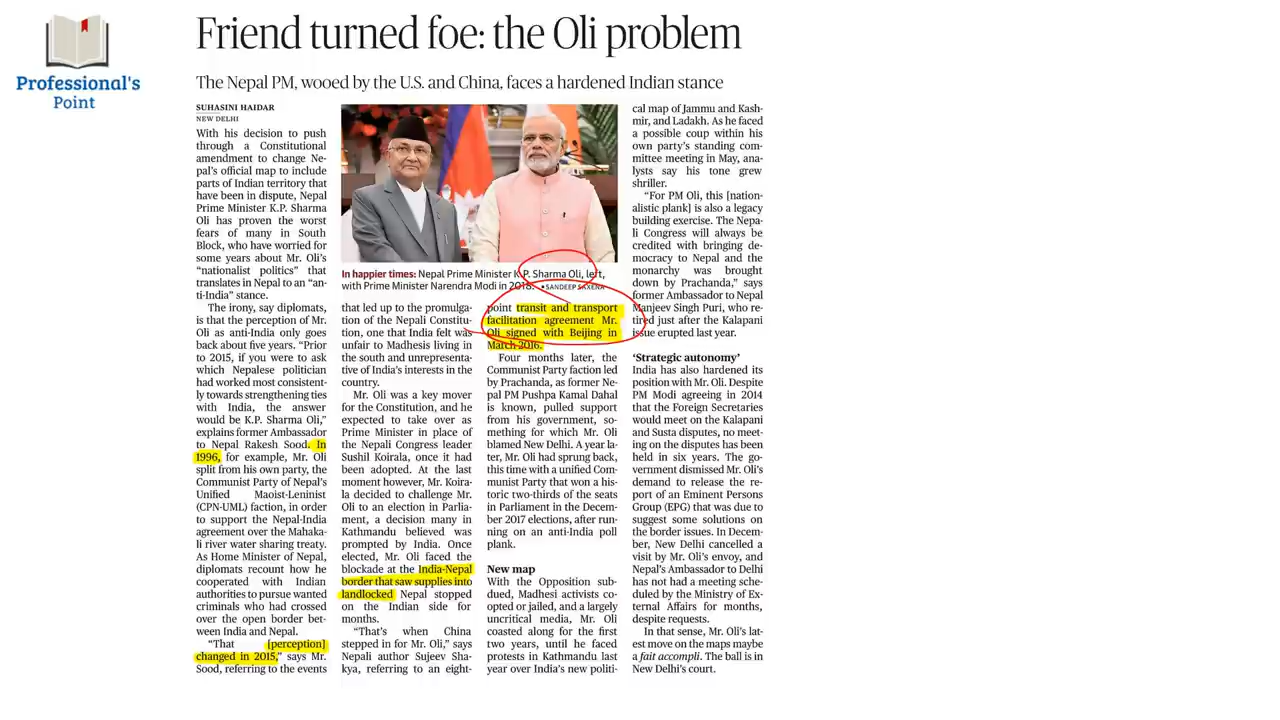 Professional's
Point
Friend turned foe: the Oli problem
The Nepal PM, wooed by the U.S. and China, faces a hardened Indian stance
SUHASINI HAIDAR
NEW DELHI
With his decision to push
through a Constitutional
amendment to change Ne-
pal's official map to include
parts of Indian territory that
have been in dispute, Nepal
Prime Minister K.P. Sharma
Oli has proven the worst
fears of many in South
Block, who have worried for
some years about Mr. Oli's
"nationalist politics" that
translates in Nepal to an "an-
ti-India" stance.
The irony, say diplomats,
is that the perception of Mr.
Oli as anti-India only goes
back about five years. "Prior
to 2015, if you were to ask
which Nepalese politician
had worked most consistent-
ly towards strengthening ties
with India, the answer
would be K.P. Sharma Oli,"
explains former Ambassador
to Nepal Rakesh Sood. In
1996, for example, Mr. Oli
split from his own party, the
Communist Party of Nepal's
Unified Maoist-Leninist
(CPN-UML) faction, in order
to support the Nepal-India
agreement over the Mahaka-
li river water sharing treaty.
As Home Minister of Nepal,
diplomats recount how he
cooperated with Indian
authorities to pursue wanted
criminals who had crossed
over the open border bet-
ween India and Nepal.
"That [perception]
changed in 2015," says Mr.
Sood, referring to the events
In happier times: Nepal Prime Minister K.P. Sharma Oli, left,
with Prime Minister Narendra Modi in 2018. •SANDEEP SAXENA
that led up to the promulga-
tion of the Nepali Constitu-
tion, one that India felt was
unfair to Madhesis living in
the south and unrepresenta-
tive of India's interests in the
country.
Mr. Oli was a key mover
for the Constitution, and he
expected to take over as
Prime Minister in place of
the Nepali Congress leader
Sushil Koirala, once it had
been adopted. At the last
moment however, Mr. Koira-
la decided to challenge Mr.
Oli to an election in Parlia-
ment, a decision many in
Kathmandu believed was
prompted by India. Once
elected, Mr. Oli faced the
blockade at the India-Nepal
border that saw supplies into
landlocked Nepal stopped
on the Indian side for
months.
"That's when China
stepped in for Mr. Oli," says
Nepali author Sujeev Sha-
kya, referring to an eight-
point transit and transport
facilitation agreement Mr.
Oli signed with Beijing in
March 2016.
Four months later, the
Communist Party faction led
by Prachanda, as former Ne-
pal PM Pushpa Kamal Dahal
is known, pulled support
from his government, so-
mething for which Mr. Oli
blamed New Delhi. A year la-
ter, Mr. Oli had sprung back,
this time with a unified Com-
munist Party that won a his-
toric two-thirds of the seats
in Parliament in the Decem-
ber 2017 elections, after run-
ning on an anti-India poll
plank.
New map
With the Opposition sub-
dued, Madhesi activists co-
opted or jailed, and a largely
uncritical media, Mr. Oli
coasted along for the first
two years, until he faced
protests in Kathmandu last
year over India's new politi-
cal map of Jammu and Kash-
mir, and Ladakh. As he faced
a possible coup within his
own party's standing com-
mittee meeting in May, ana-
lysts say his tone grew
shriller.
"For PM Oli, this [nation-
alistic plank] is also a legacy
building exercise. The Nepa-
li Congress will always be
credited with bringing de-
mocracy to Nepal and the
monarchy was brought
down by Prachanda," says
former Ambassador to Nepal
Manjeev Singh Puri, who re-
tired just after the Kalapani
issue erupted last year.
'Strategic autonomy'
India has also hardened its
position with Mr. Oli. Despite
PM Modi agreeing in 2014
that the Foreign Secretaries
would meet on the Kalapani
and Susta disputes, no meet-
ing on the disputes has been
held in six years. The go-
vernment dismissed Mr. Oli's
demand to release the re-
port of an Eminent Persons
Group (EPG) that was due to
suggest some solutions on
the border issues. In Decem-
ber, New Delhi cancelled a
visit by Mr. Oli's envoy, and
Nepal's Ambassador to Delhi
has not had a meeting sche-
duled by the Ministry of Ex-
ternal Affairs for months,
despite requests.
In that sense, Mr. Oli's lat-
est move on the maps maybe
a fait accompli. The ball is in
New Delhi's court.